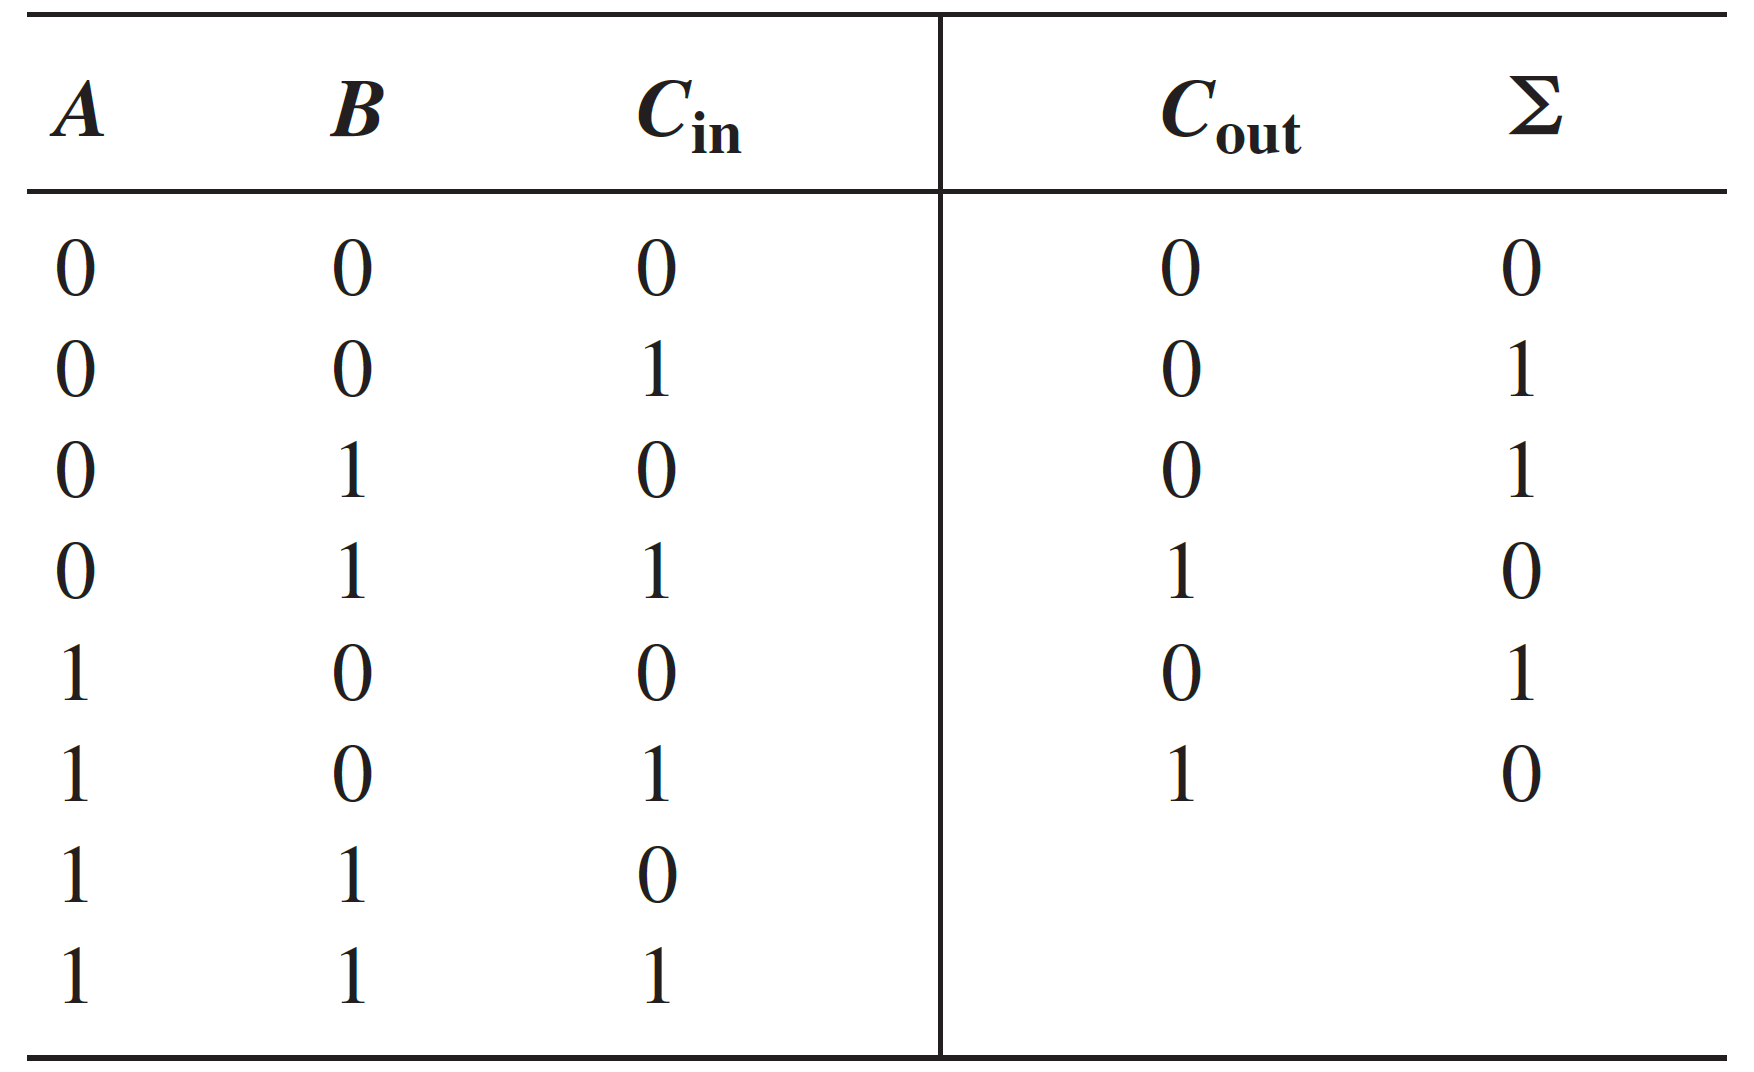 A B Cin Cout Σ
0 0 0 0 0
0 0 1 0 1
0 1 0 0 1
0 1 1 1 0
1 0 0 0 1
1 0 1 1 0
1 1 0
1 1 1